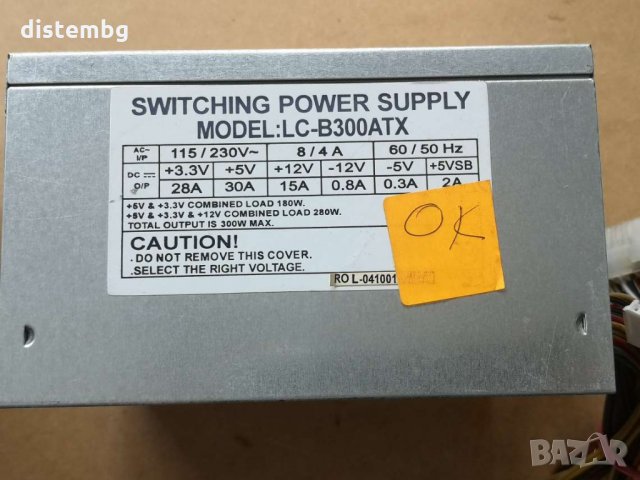 distembg
SWITCHING POWER SUPPLY
MODEL:LC-B300ATX
AC~ I/P 115 / 230V~ 8 / 4 A 60 / 50 Hz
DC O/P +3.3V +5V +12V -12V -5V +5VSB
28A 30A 15A 0.8A 0.3A 2A
+5V & +3.3V COMBINED LOAD 180W.
+5V & +3.3V & +12V COMBINED LOAD 280W.
TOTAL OUTPUT IS 300W MAX.
CAUTION!
. DO NOT REMOVE THIS COVER.
. SELECT THE RIGHT VOLTAGE.
RO L-041001
OK
BAZAR